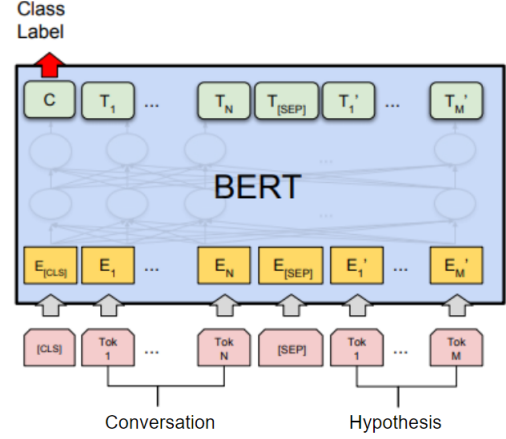 Class
Label
C T1 ... TN T[SEP] T1' ... TM'
...
BERT
...
E[CLS] E1 ... EN E[SEP] E1' ... EM'
[CLS] Tok 1 ... Tok N [SEP] Tok 1 ... Tok M
Conversation Hypothesis